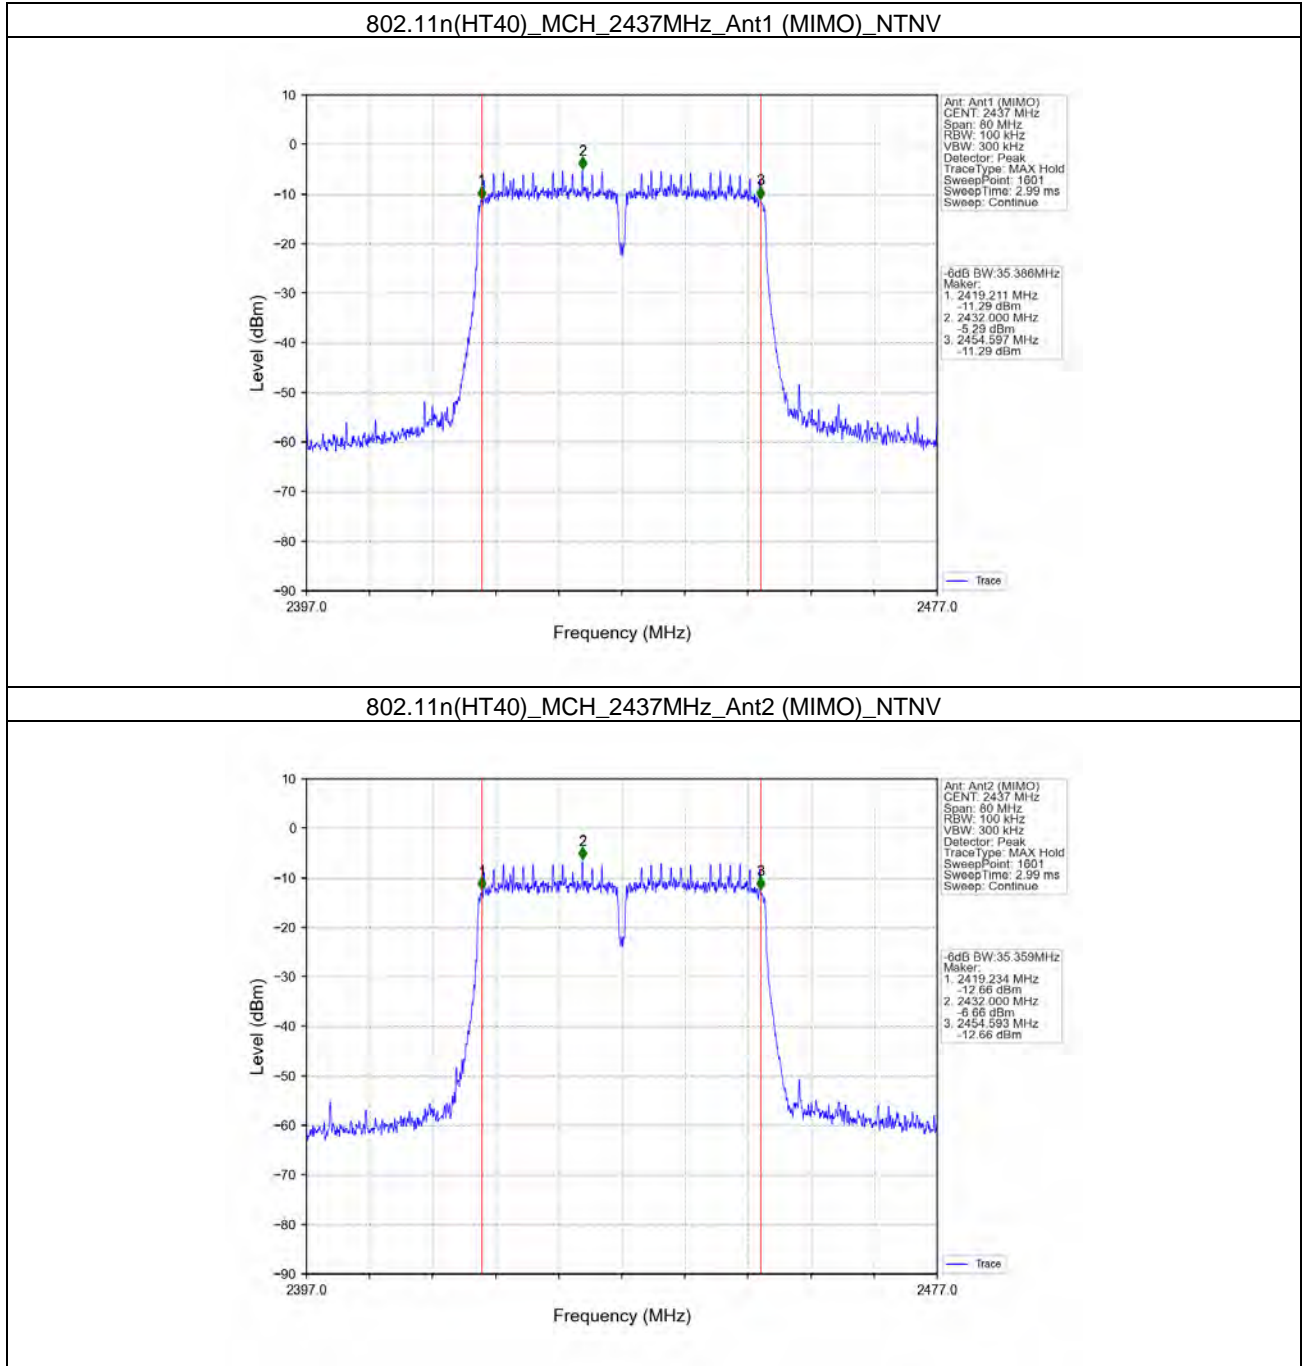 802.11n(HT40)_MCH_2437MHz_Ant1 (MIMO)_NTNV
10
0
−10
−20
−30
−40
−50
−60
−70
−80
−90
Level (dBm)
1
2
3
2397.0
2477.0
Frequency (MHz)
Ant: Ant1 (MIMO)
CENT: 2437 MHz
Span: 80 MHz
RBW: 100 kHz
VBW: 300 kHz
Detector: Peak
TraceType: MAX Hold
SweepPoint: 1601
SweepTime: 2.99 ms
Sweep: Continue
-6dB BW:35.386MHz
Maker:
1. 2419.211 MHz
-11.29 dBm
2. 2432.000 MHz
-5.29 dBm
3. 2454.597 MHz
-11.29 dBm
Trace
802.11n(HT40)_MCH_2437MHz_Ant2 (MIMO)_NTNV
10
0
−10
−20
−30
−40
−50
−60
−70
−80
−90
Level (dBm)
1
2
3
2397.0
2477.0
Frequency (MHz)
Ant: Ant2 (MIMO)
CENT: 2437 MHz
Span: 80 MHz
RBW: 100 kHz
VBW: 300 kHz
Detector: Peak
TraceType: MAX Hold
SweepPoint: 1601
SweepTime: 2.99 ms
Sweep: Continue
-6dB BW:35.359MHz
Maker:
1. 2419.234 MHz
-12.66 dBm
2. 2432.000 MHz
-6.66 dBm
3. 2454.593 MHz
-12.66 dBm
Trace